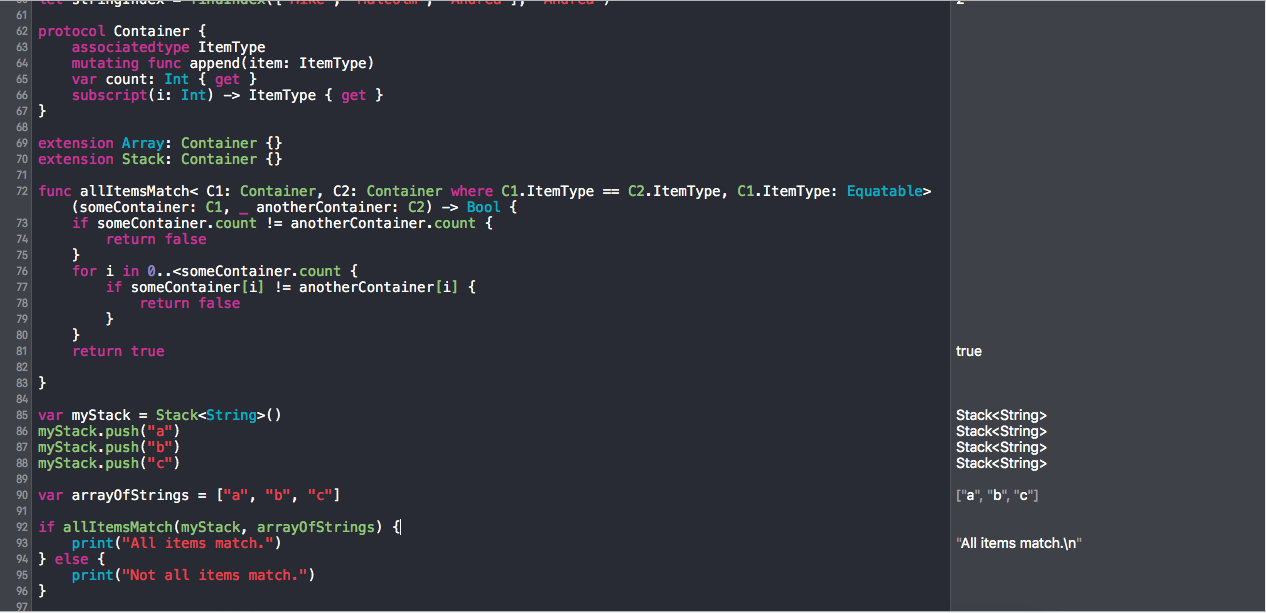 let stringIndex = findIndex(["Mike", "Malcolm", "Andrea"], "Andrea") 2
61
62 protocol Container {
63 associatedtype ItemType
64 mutating func append(item: ItemType)
65 var count: Int { get }
66 subscript(i: Int) -> ItemType { get }
67 }
68
69 extension Array: Container {}
70 extension Stack: Container {}
71
72 func allItemsMatch< C1: Container, C2: Container where C1.ItemType == C2.ItemType, C1.ItemType: Equatable>
(someContainer: C1, _ anotherContainer: C2) -> Bool {
73 if someContainer.count != anotherContainer.count {
74 return false
75 }
76 for i in 0..<someContainer.count {
77 if someContainer[i] != anotherContainer[i] {
78 return false
79 }
80 }
81 return true true
82
83 }
84
85 var myStack = Stack<String>() Stack<String>
86 myStack.push("a") Stack<String>
87 myStack.push("b") Stack<String>
88 myStack.push("c") Stack<String>
89
90 var arrayOfStrings = ["a", "b", "c"] ["a", "b", "c"]
91
92 if allItemsMatch(myStack, arrayOfStrings) {
93 print("All items match.") "All items match.\n"
94 } else {
95 print("Not all items match.")
96 }
97